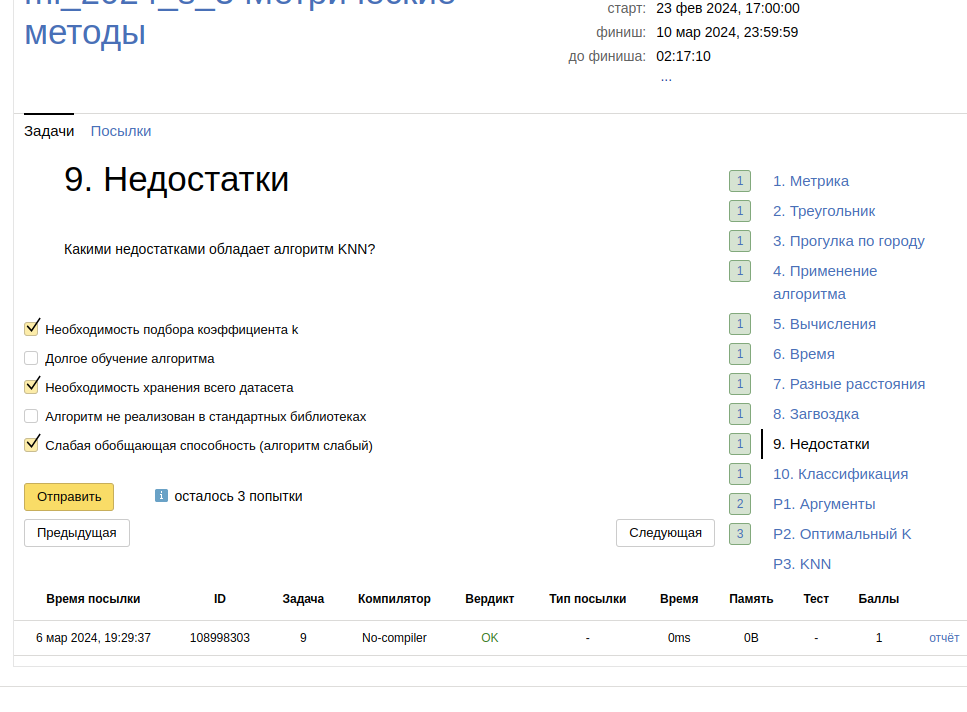 ml_2024_s_3 Метрические
методы
старт: 23 фев 2024, 17:00:00
финиш: 10 мар 2024, 23:59:59
до финиша: 02:17:10
...
Задачи Посылки
9. Недостатки
Какими недостатками обладает алгоритм KNN?
Необходимость подбора коэффициента k
Долгое обучение алгоритма
Необходимость хранения всего датасета
Алгоритм не реализован в стандартных библиотеках
Слабая обобщающая способность (алгоритм слабый)
Отправить i осталось 3 попытки
Предыдущая Следующая
1 1. Метрика
1 2. Треугольник
1 3. Прогулка по городу
1 4. Применение
алгоритма
1 5. Вычисления
1 6. Время
1 7. Разные расстояния
1 8. Загвоздка
1 9. Недостатки
1 10. Классификация
2 P1. Аргументы
3 P2. Оптимальный K
P3. KNN
Время посылки ID Задача Компилятор Вердикт Тип посылки Время Память Тест Баллы
6 мар 2024, 19:29:37 108998303 9 No-compiler OK - 0ms 0B - 1 отчёт